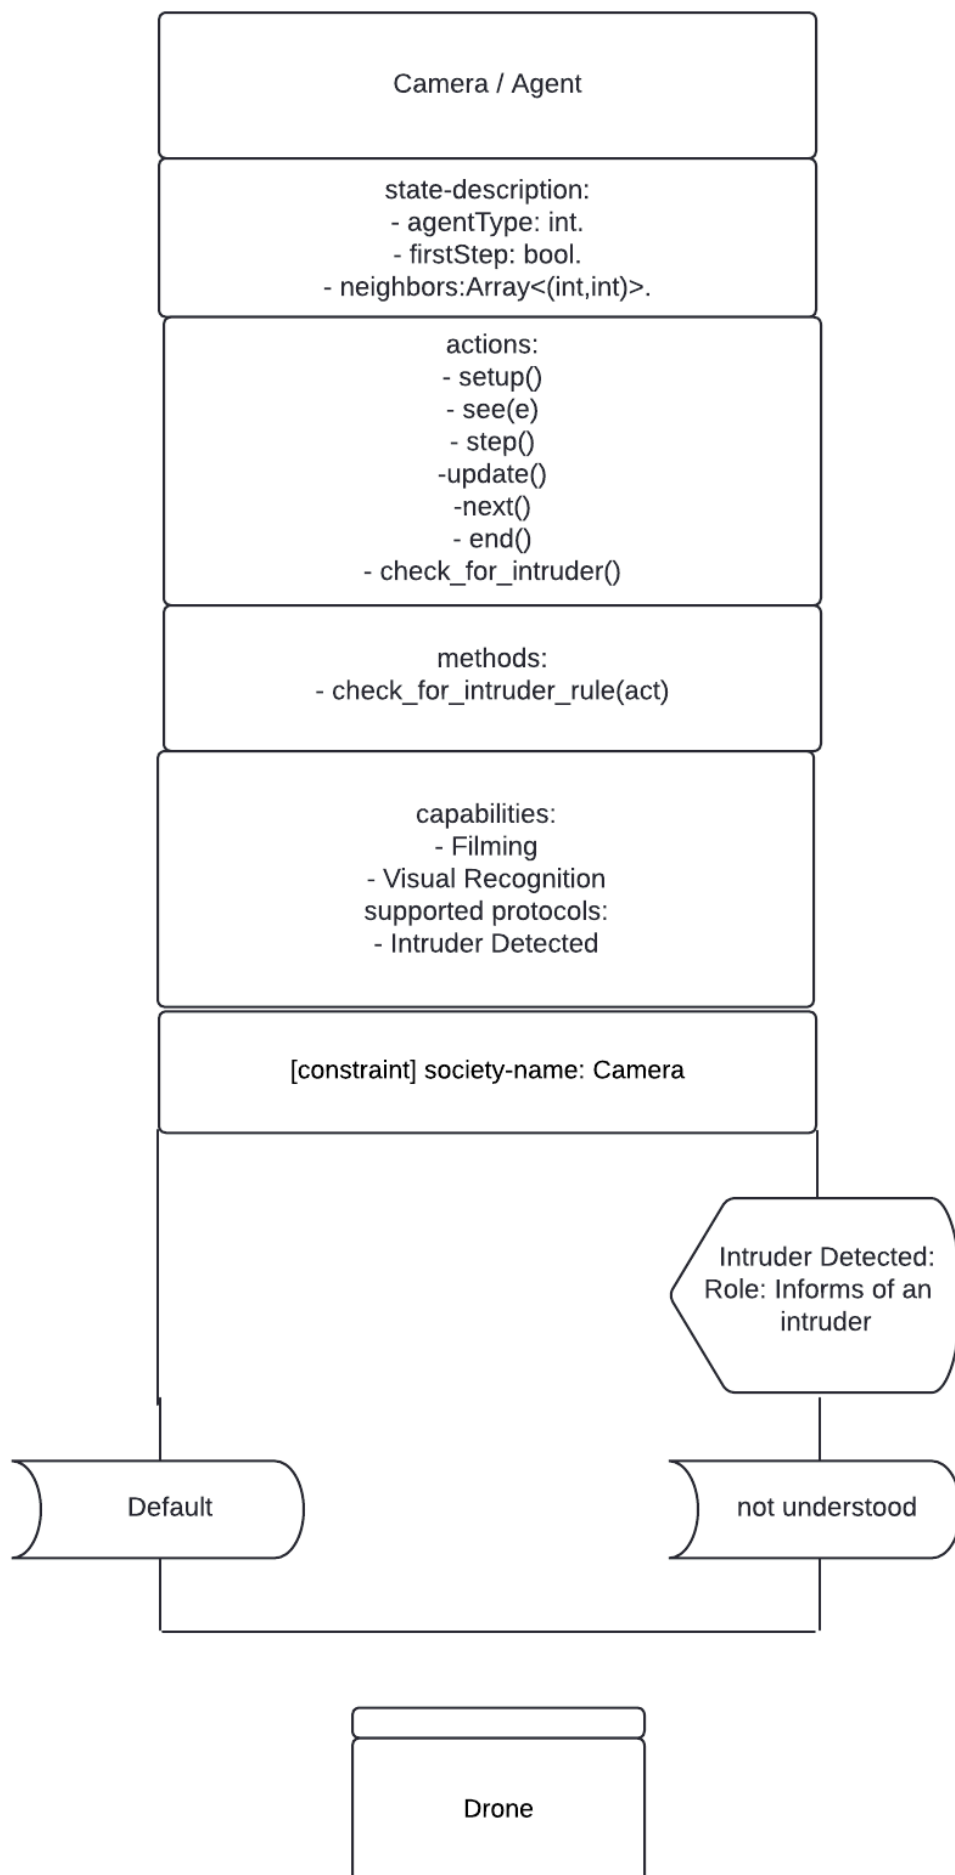 Camera / Agent
state-description:
- agentType: int.
- firstStep: bool.
- neighbors:Array<(int,int)>.
actions:
- setup()
- see(e)
- step()
-update()
-next()
- end()
- check_for_intruder()
methods:
- check_for_intruder_rule(act)
capabilities:
- Filming
- Visual Recognition
supported protocols:
- Intruder Detected
[constraint] society-name: Camera
Intruder Detected:
Role: Informs of an
intruder
Default
not understood
Drone